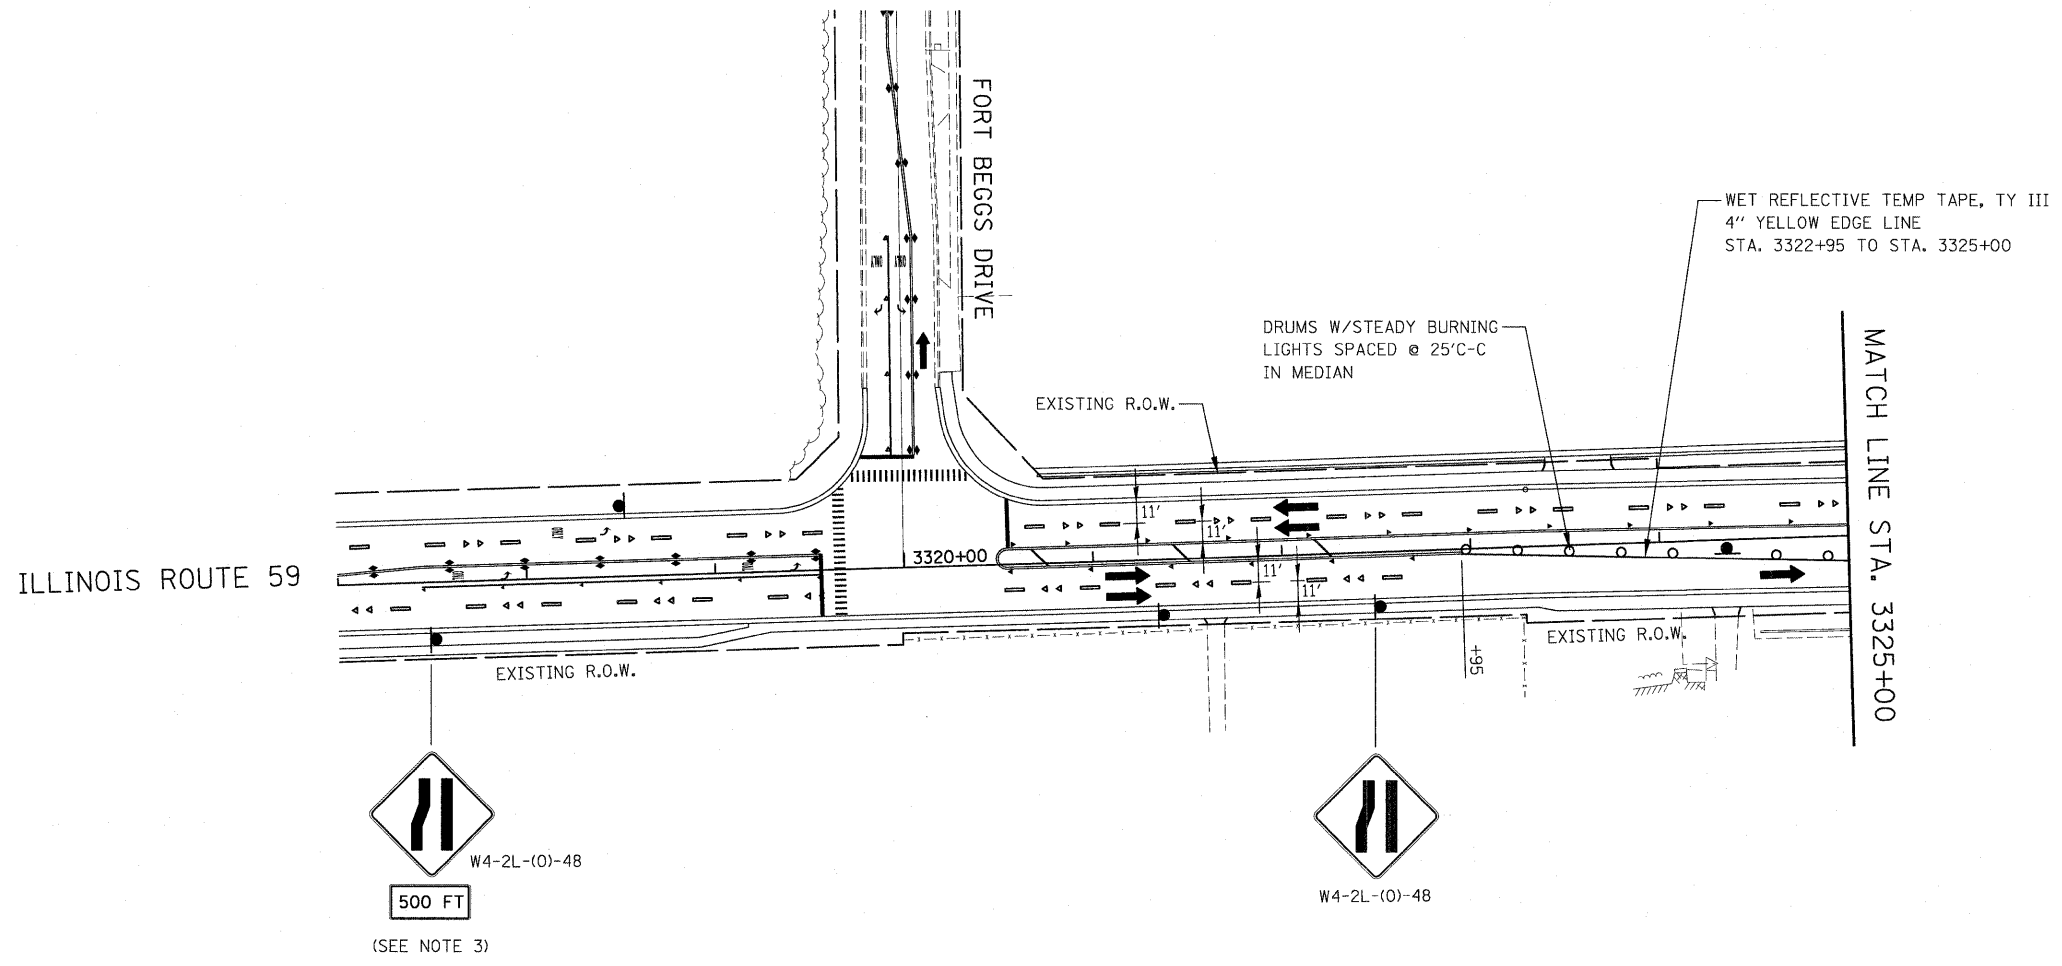 FORT BEGGS DRIVE
ONLY
ONLY
WET REFLECTIVE TEMP TAPE, TY III
4" YELLOW EDGE LINE
STA. 3322+95 TO STA. 3325+00
DRUMS W/STEADY BURNING
LIGHTS SPACED @ 25'C-C
IN MEDIAN
EXISTING R.O.W.
MATCH LINE STA. 3325+00
11'
11'
11'
11'
3320+00
ILLINOIS ROUTE 59
+95
EXISTING R.O.W.
EXISTING R.O.W.
W4-2L-(O)-48
500 FT
(SEE NOTE 3)
W4-2L-(O)-48